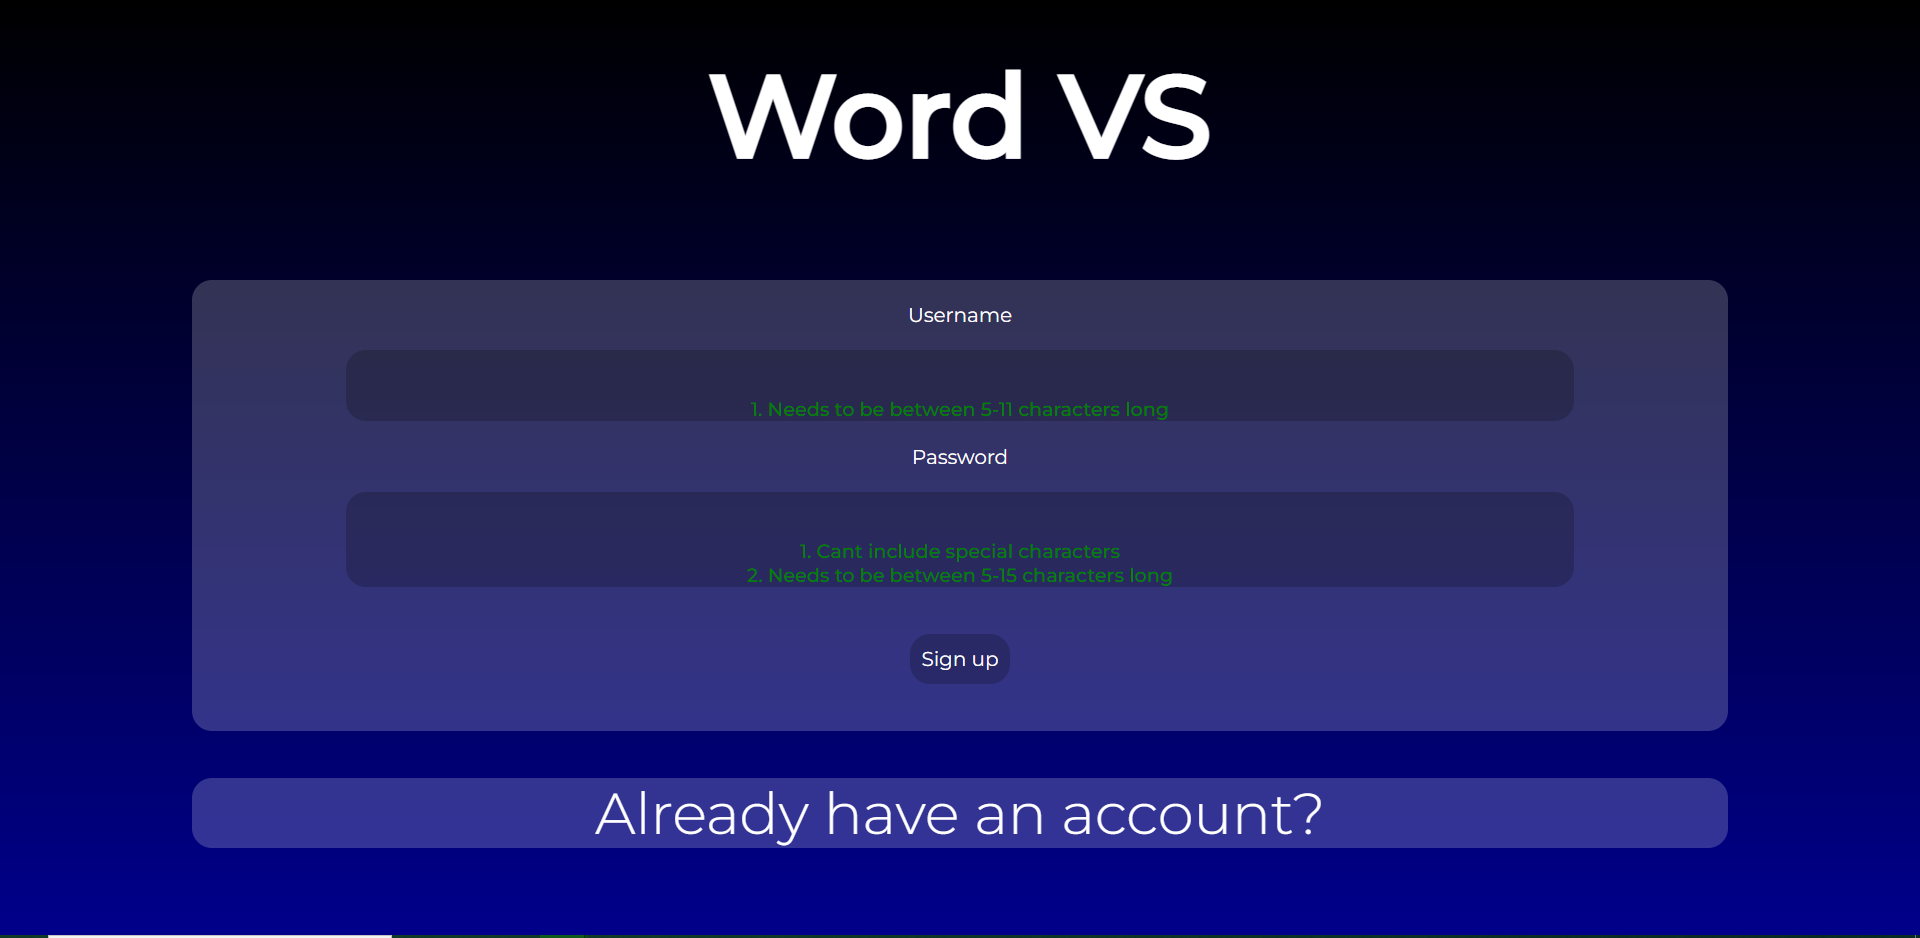 Word VS
Username
1. Needs to be between 5-11 characters long
Password
1. Cant include special characters
2. Needs to be between 5-15 characters long
Sign up
Already have an account?